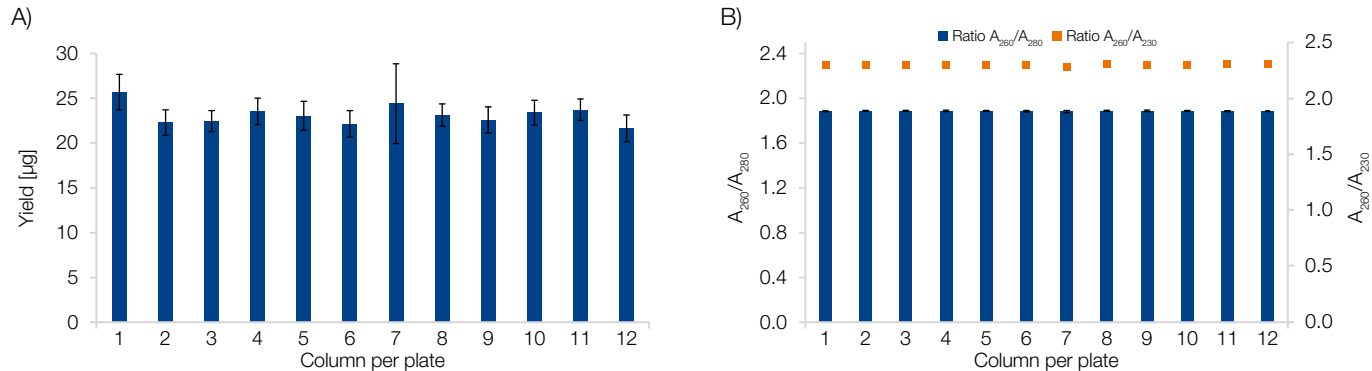 A)
Yield [µg]
30
25
20
10
15
25
0
1 2 3 4 5 6 7 8 9 10 11 12
Column per plate
B)
Ratio A₂₆₀/A₂₈₀ Ratio A₂₆₀/A₂₃₀
A₂₆₀/A₂₈₀
2.4
2.0
1.6
1.2
0.8
2.4
0.0
1 2 3 4 5 6 7 8 9 10 11 12
Column per plate
2.5
2.0
1.5
1.0
0.5
0.0
A₂₆₀/A₂₃₀